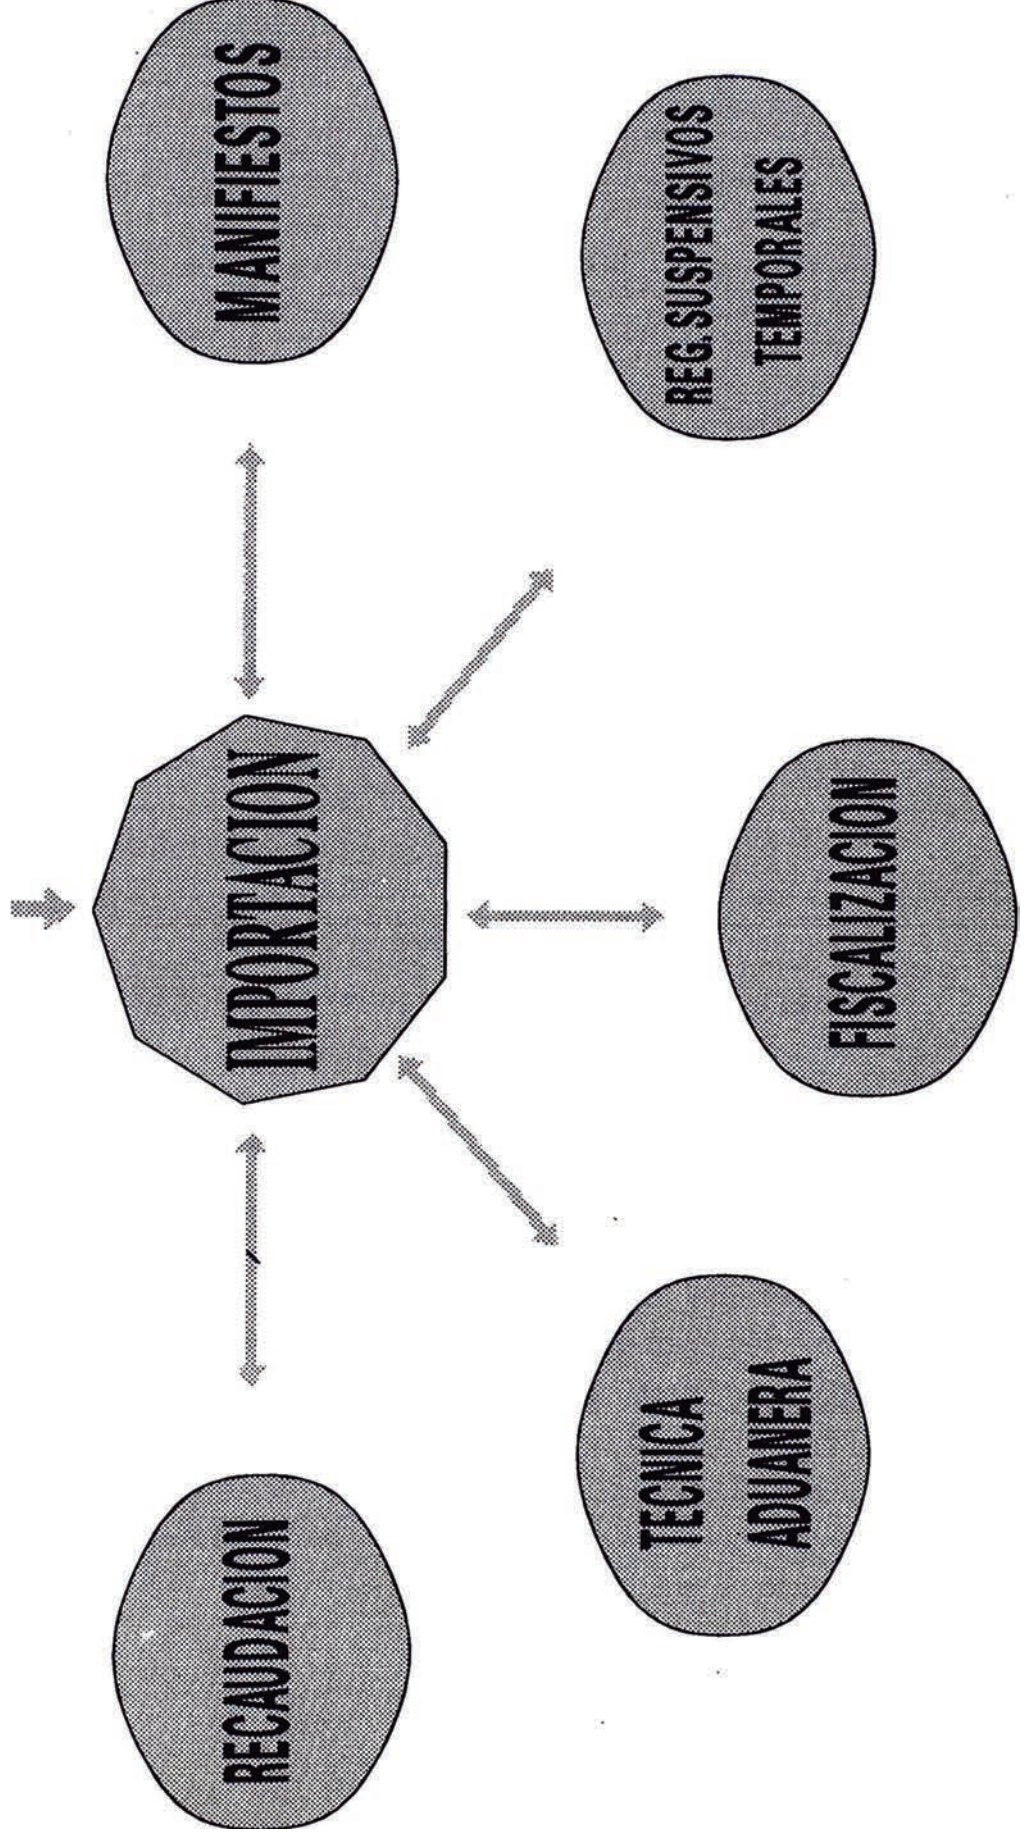 IMPORTACION
RECAUDACION
MANIFIESTOS
TECNICA
ADUANERA
REG. SUSPENSIVOS
TEMPORALES
FISCALIZACION